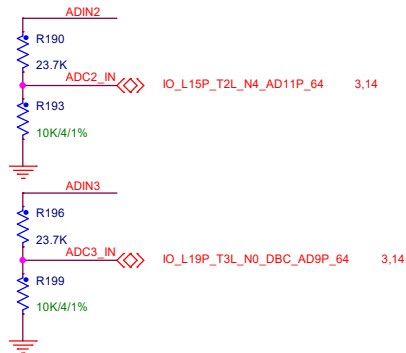 ADIN2
R190
23.7K
ADC2_IN
IO_L15P_T2L_N4_AD11P_64 3,14
R193
10K/4/1%
ADIN3
R196
23.7K
ADC3_IN
IO_L19P_T3L_N0_DBC_AD9P_64 3,14
R199
10K/4/1%